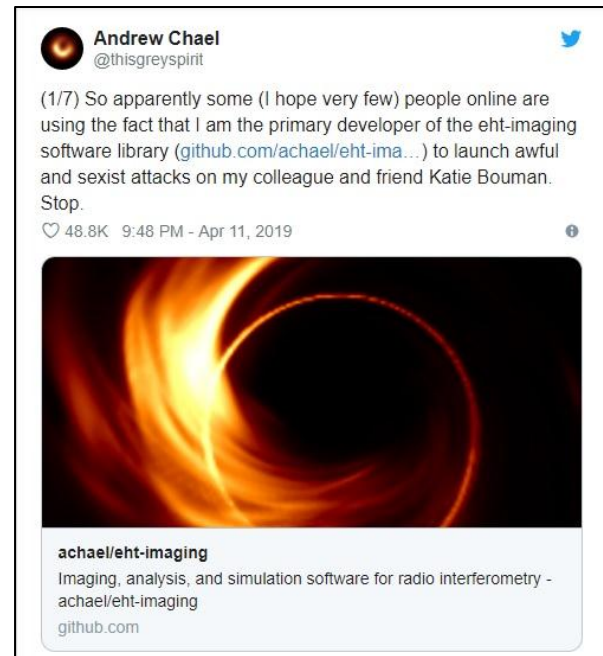 Andrew Chael
@thisgreyspirit
(1/7) So apparently some (I hope very few) people online are
using the fact that I am the primary developer of the eht-imaging
software library (github.com/achael/eht-ima…) to launch awful
and sexist attacks on my colleague and friend Katie Bouman.
Stop.
48.8K 9:48 PM - Apr 11, 2019
achael/eht-imaging
Imaging, analysis, and simulation software for radio interferometry -
achael/eht-imaging
github.com